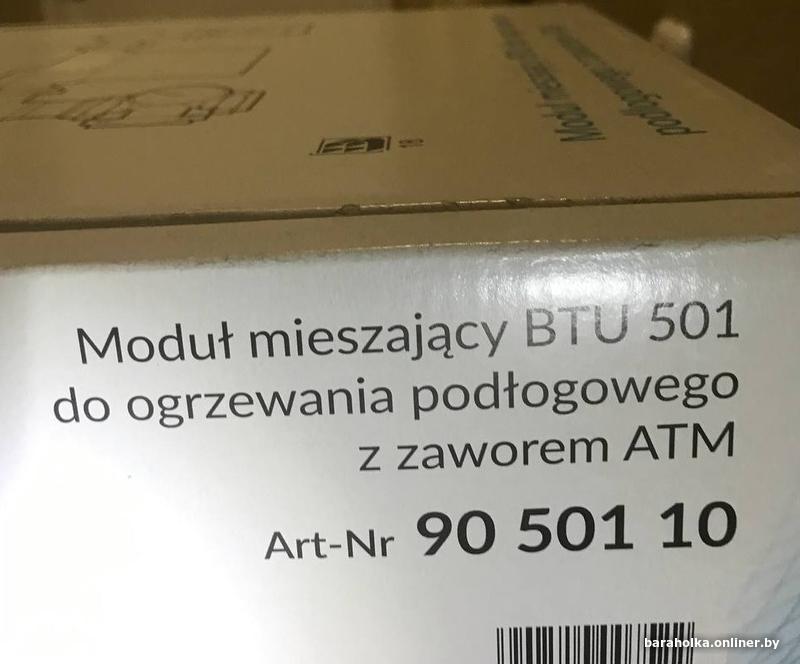 Moduł mieszający BTU 501
do ogrzewania podłogowego
z zaworem ATM
Art-Nr 90 501 10
baraholka.onliner.by